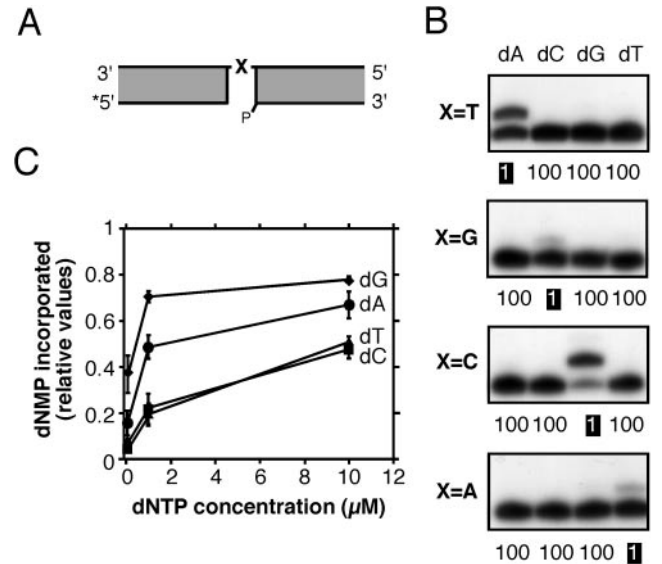 A
3' X 5'
*5' P 3'
B
dA dC dG dT
X=T
1 100 100 100
X=G
100 1 100 100
X=C
100 100 1 100
X=A
100 100 100 1
C
dNMP incorporated
(relative values)
1
0.8
0.6
0.4
0.2
0
dG
dA
dT
dC
0 2 4 6 8 10 12
dNTP concentration (µM)